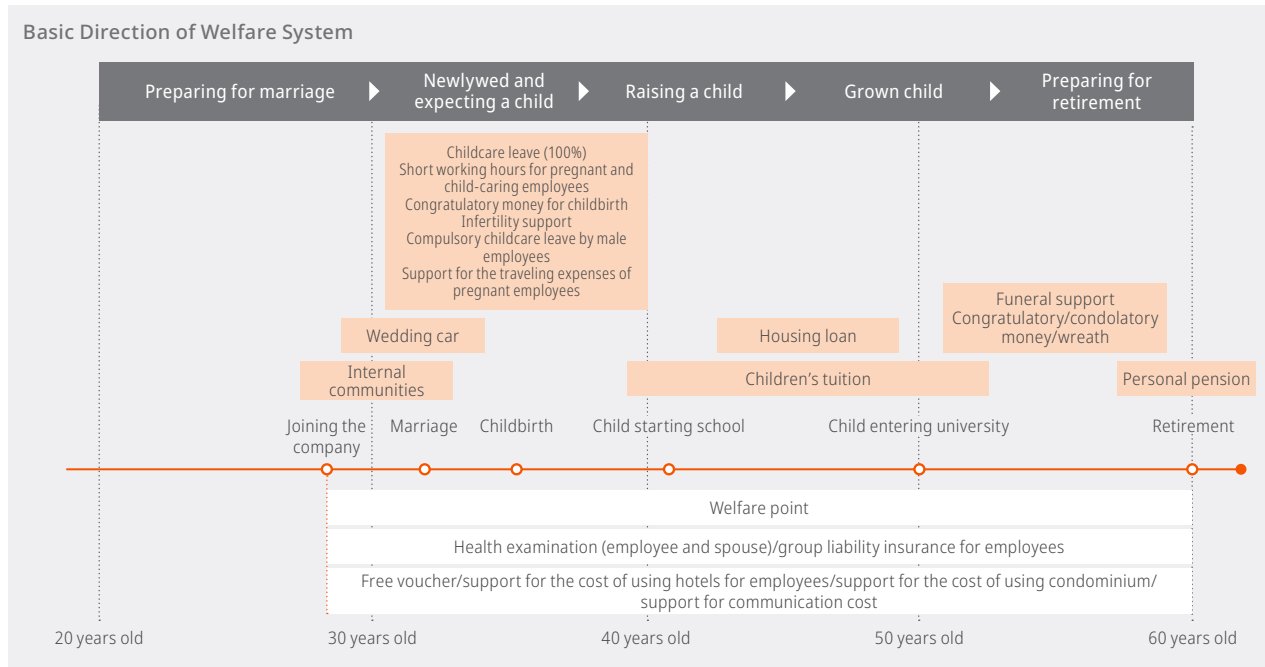 Basic Direction of Welfare System
Preparing for marriage
Newlywed and
expecting a child
Raising a child
Grown child
Preparing for
retirement
Childcare leave (100%)
Short working hours for pregnant and
child-caring employees
Congratulatory money for childbirth
Infertility support
Compulsory childcare leave by male
employees
Support for the traveling expenses of
pregnant employees
Funeral support
Congratulatory/condolatory
money/wreath
Wedding car
Housing loan
Internal
communities
Children’s tuition
Personal pension
Joining the
company
Marriage
Childbirth
Child starting school
Child entering university
Retirement
Welfare point
Health examination (employee and spouse)/group liability insurance for employees
Free voucher/support for the cost of using hotels for employees/support for the cost of using condominium/
support for communication cost
20 years old
30 years old
40 years old
50 years old
60 years old